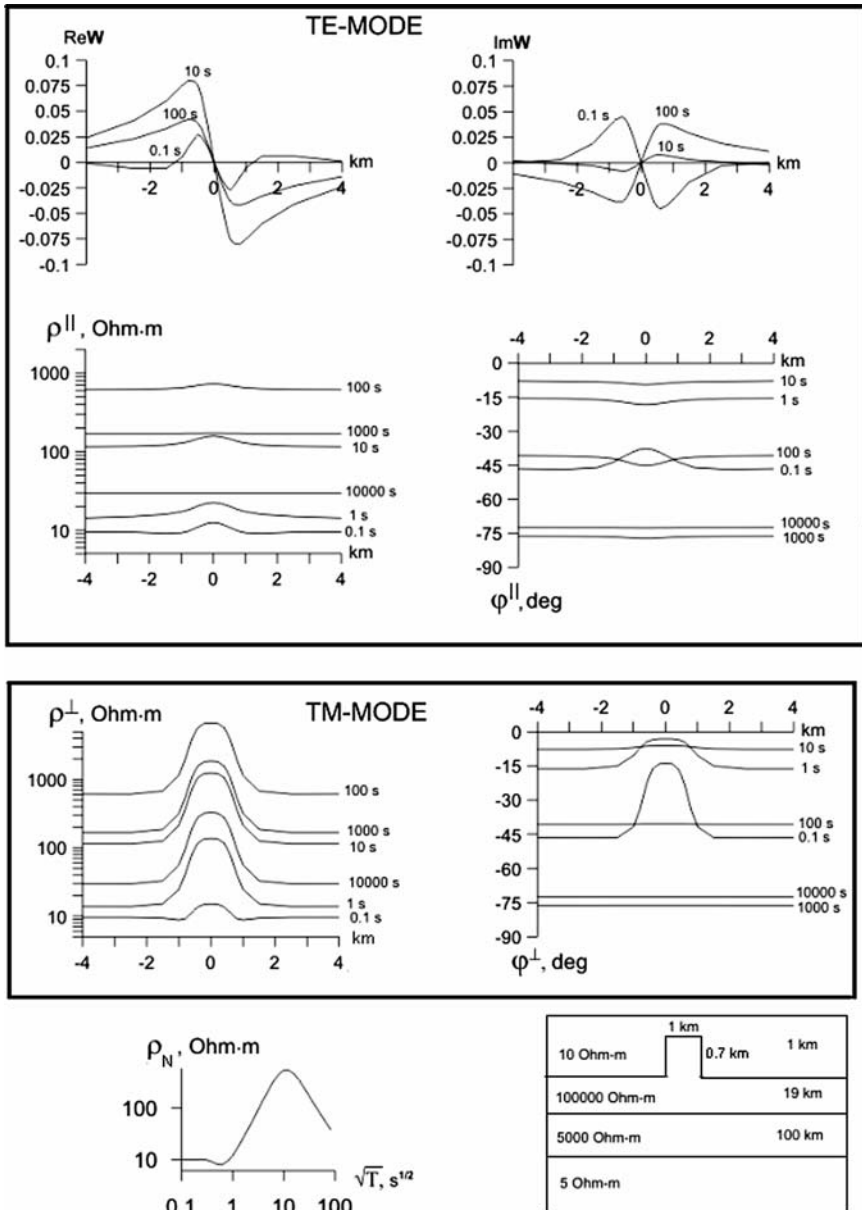 TE-MODE
ReW
0.1
0.075
0.05
0.025
0
-0.025
-0.05
-0.075
-0.1
10 s
100 s
0.1 s
km
-2 0 2 4
ImW
0.1
0.075
0.05
0.025
0
-0.025
-0.05
-0.075
-0.1
0.1 s
100 s
10 s
km
-2 0 2 4
ρ||, Ohm·m
1000
100
10
100 s
1000 s
10 s
10000 s
1 s
0.1 s
km
-4 -2 0 2 4
-4 -2 0 2 4
km
0
-15
-30
-45
-60
-75
-90
10 s
1 s
100 s
0.1 s
10000 s
1000 s
φ||, deg
TM-MODE
ρ⊥, Ohm·m
1000
100
10
100 s
1000 s
10 s
10000 s
1 s
0.1 s
km
-4 -2 0 2 4
-4 -2 0 2 4
km
0
-15
-30
-45
-60
-75
-90
10 s
1 s
100 s
0.1 s
10000 s
1000 s
φ⊥, deg
ρN, Ohm·m
100
10
√T, s1/2
0.1 1 10 100
1 km
10 Ohm-m 0.7 km 1 km
100000 Ohm-m 19 km
5000 Ohm-m 100 km
5 Ohm-m